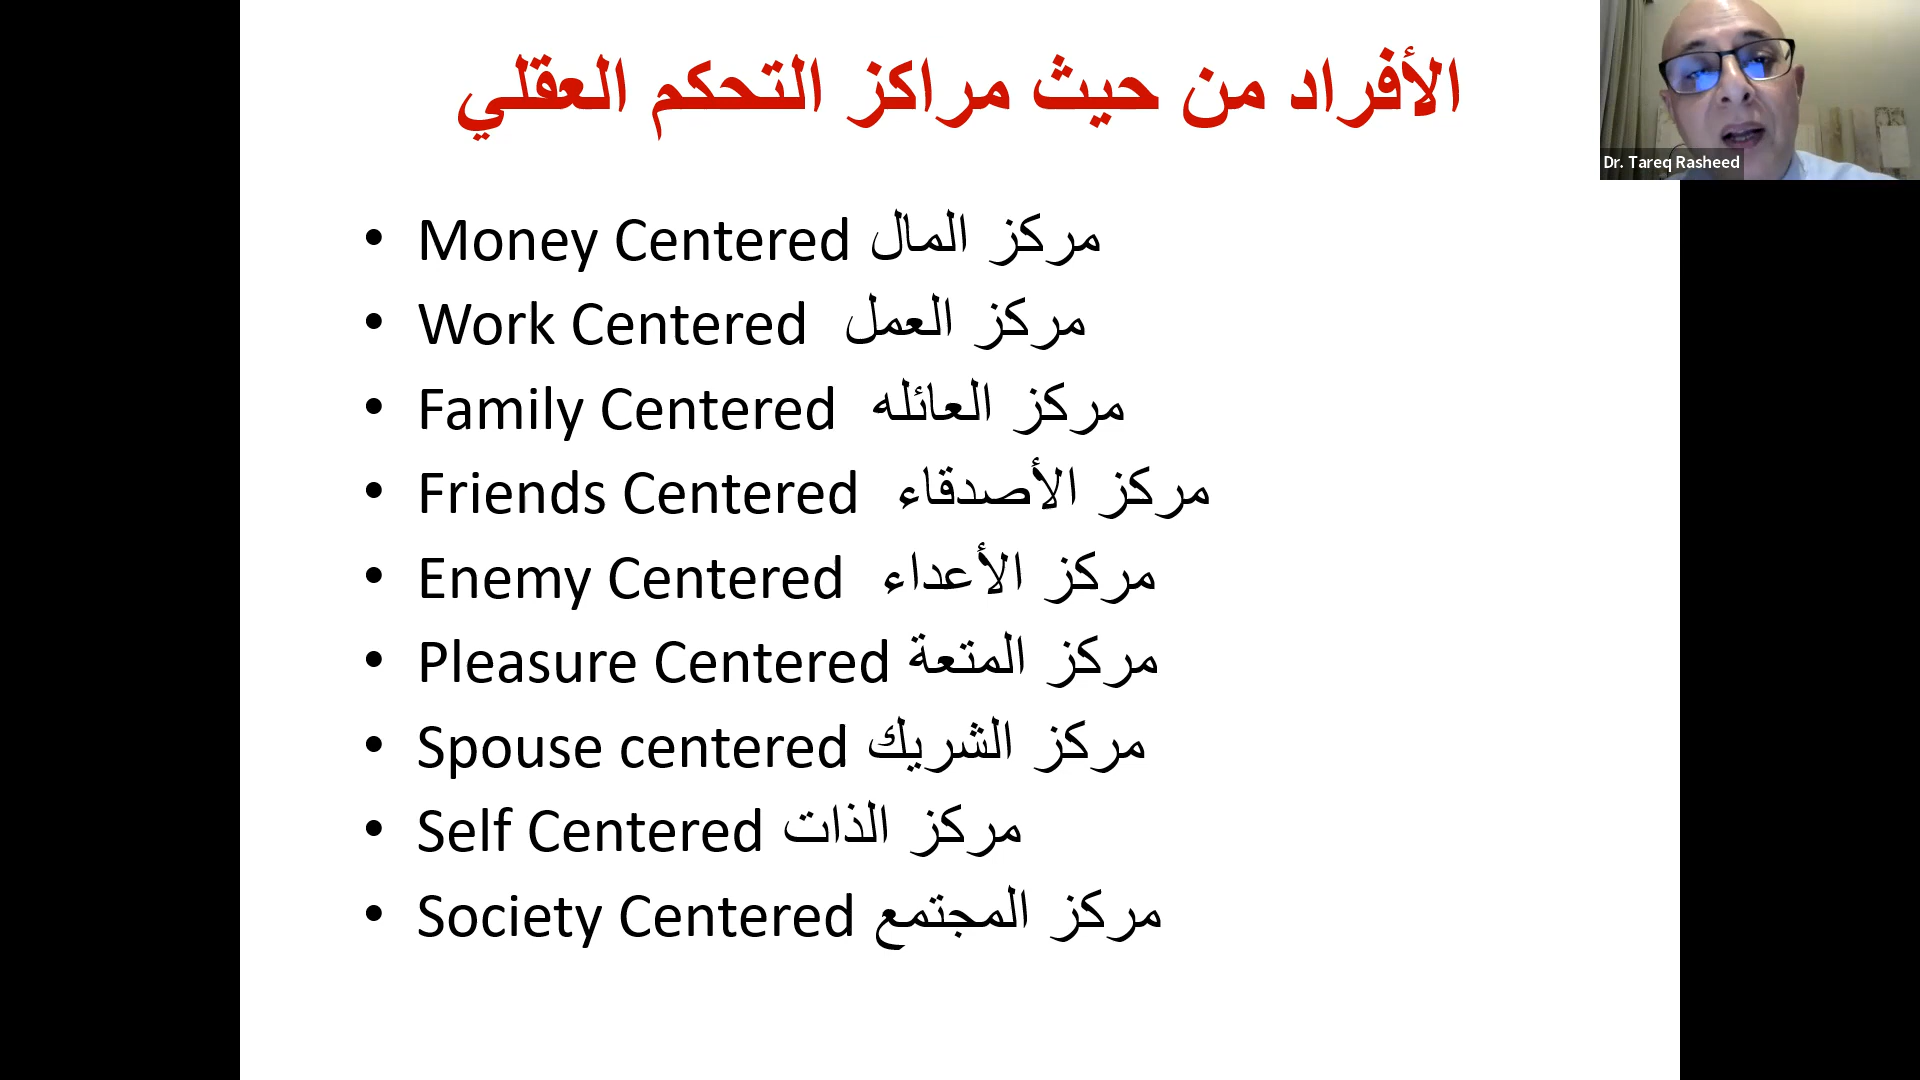 الأفراد من حيث مراكز التحكم العقلي
Dr. Tareq Rasheed
• Money Centered مركز المال
• Work Centered مركز العمل
• Family Centered مركز العائله
• Friends Centered مركز الأصدقاء
• Enemy Centered مركز الأعداء
• Pleasure Centered مركز المتعة
• Spouse centered مركز الشريك
• Self Centered مركز الذات
• Society Centered مركز المجتمع